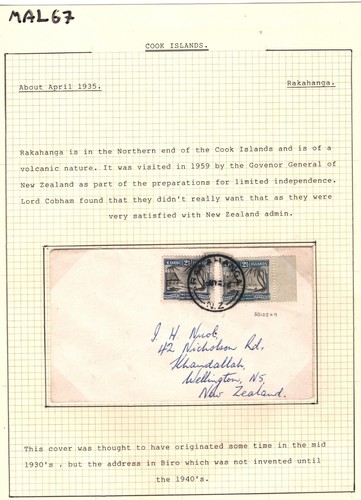 MAL67
COOK ISLANDS.
About April 1935. Rakahanga.
Rakahanga is in the Northern end of the Cook Islands and is of a
volcanic nature. It was visited in 1959 by the Govenor General of
New Zealand as part of the preparations for limited independence.
Lord Cobham found that they didn't really want that as they were
very satisfied with New Zealand admin.
N.Z.
I H
42 Nicholson Rd,
Khandallah,
Wellington, N5,
New Zealand.
This cover was thought to have originated some time in the mid
1930's , but the address in Biro which was not invented until
the 1940's.